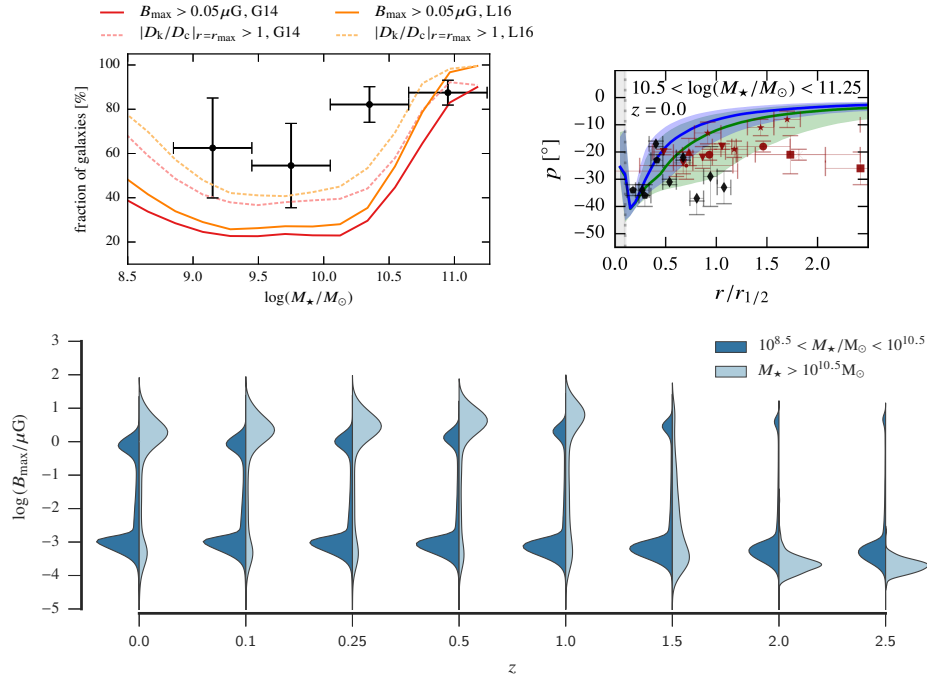 B_max > 0.05 μG, G14
B_max > 0.05 μG, L16
|D_k/D_c|_{r=r_max} > 1, G14
|D_k/D_c|_{r=r_max} > 1, L16
100
80
60
40
20
fraction of galaxies [%]
8.5 9.0 9.5 10.0 10.5 11.0
log(M_⋆/M_⊙)
10.5 < log(M_⋆/M_⊙) < 11.25
z = 0.0
0
−10
−20
−30
−40
−50
p [°]
0.0 0.5 1.0 1.5 2.0
r/r_{1/2}
10^{8.5} < M_⋆/M_⊙ < 10^{10.5}
M_⋆ > 10^{10.5} M_⊙
3
2
1
0
−1
−2
−3
−4
−5
log (B_max/μG)
0.0 0.1 0.25 0.5 1.0 1.5 2.0 2.5
z